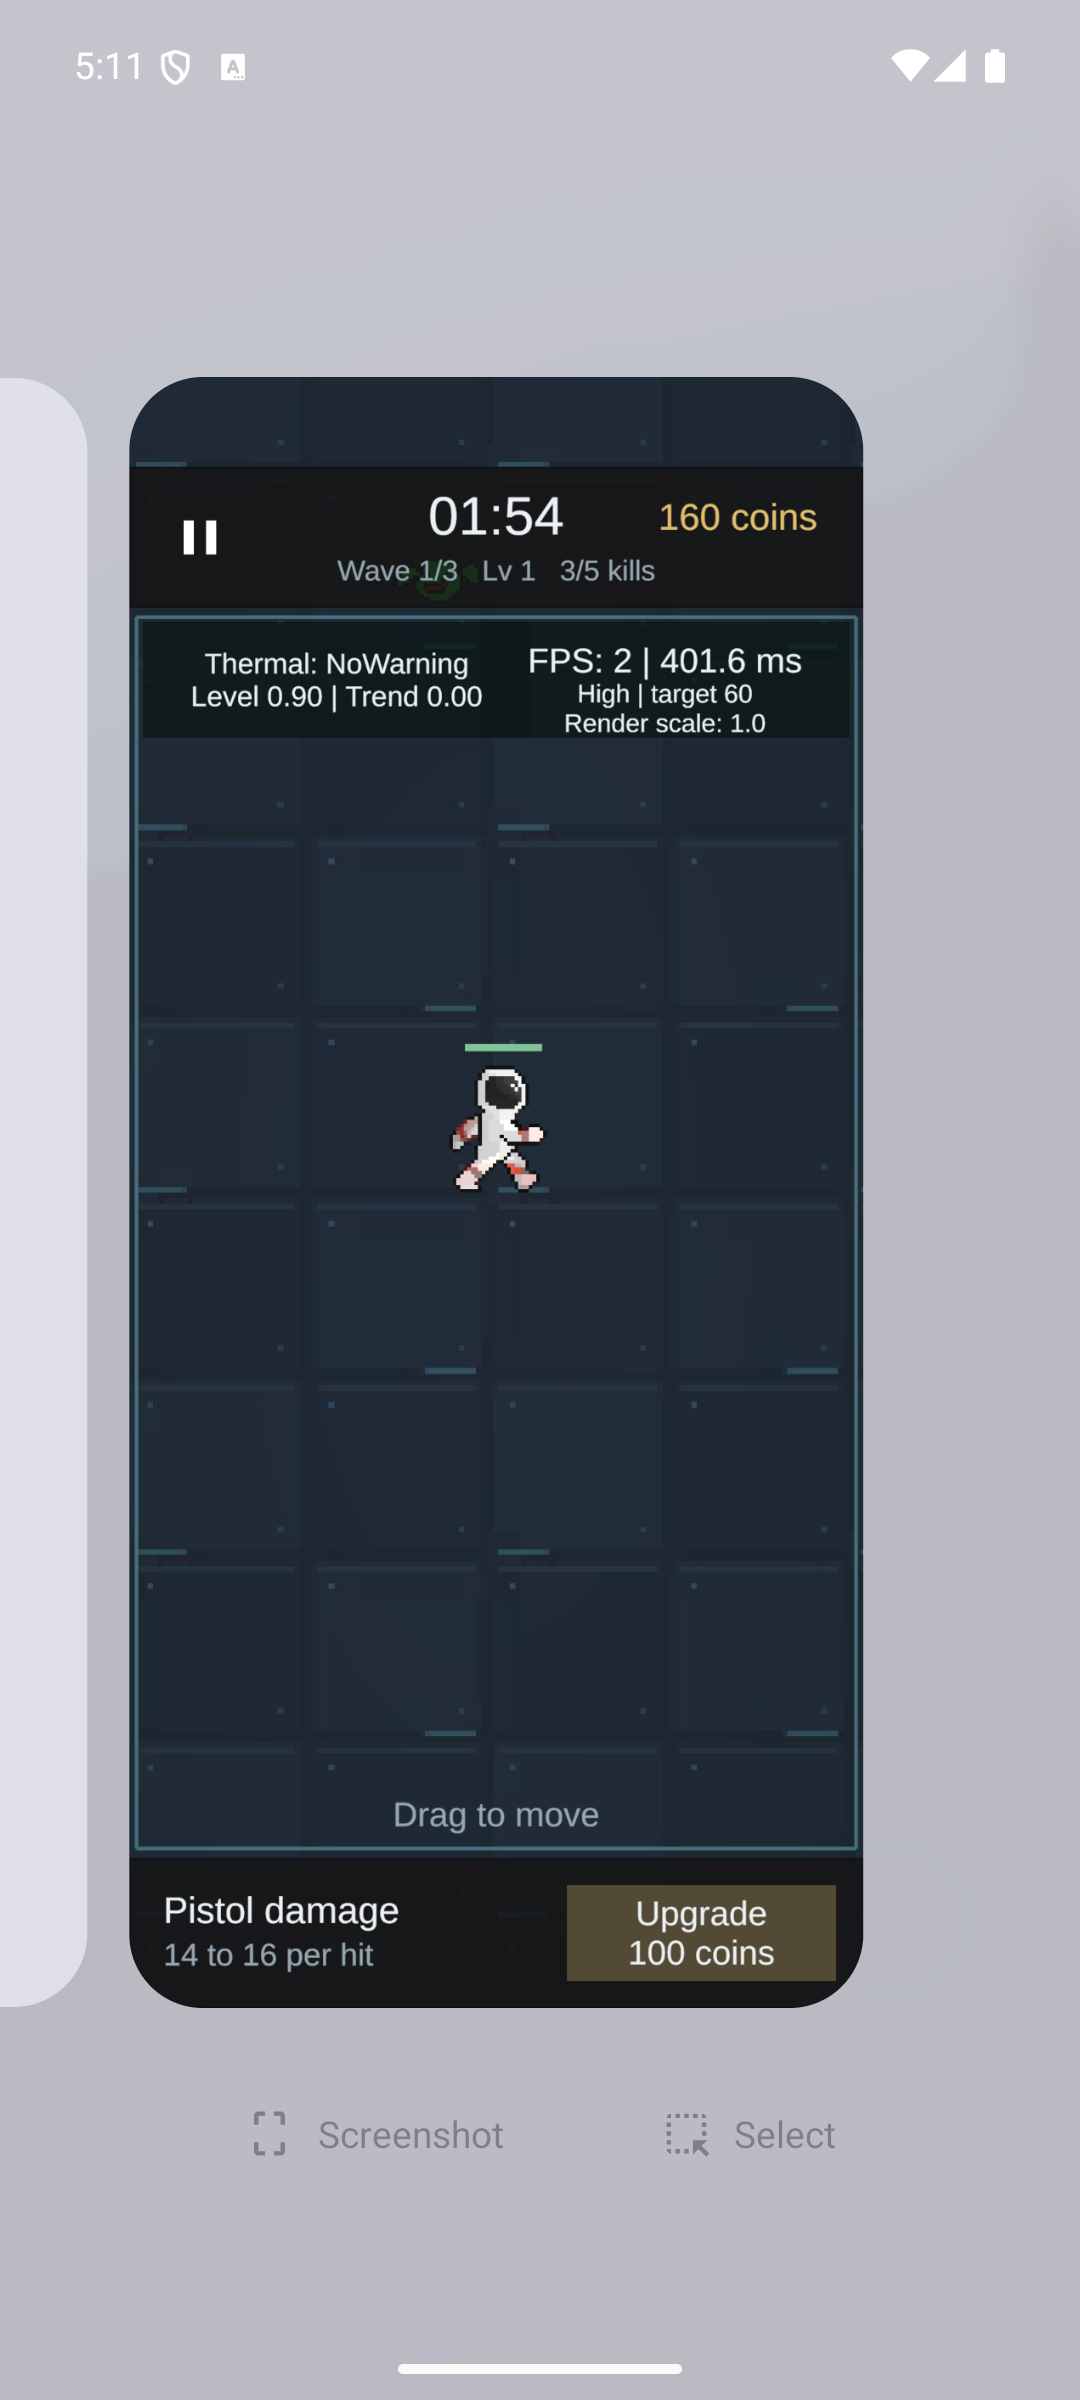 5:11
A
01:54
160 coins
Wave 1/3 Lv 1 3/5 kills
Thermal: NoWarning
Level 0.90 | Trend 0.00
FPS: 2 | 401.6 ms
High | target 60
Render scale: 1.0
Drag to move
Pistol damage
14 to 16 per hit
Upgrade
100 coins
Screenshot
Select